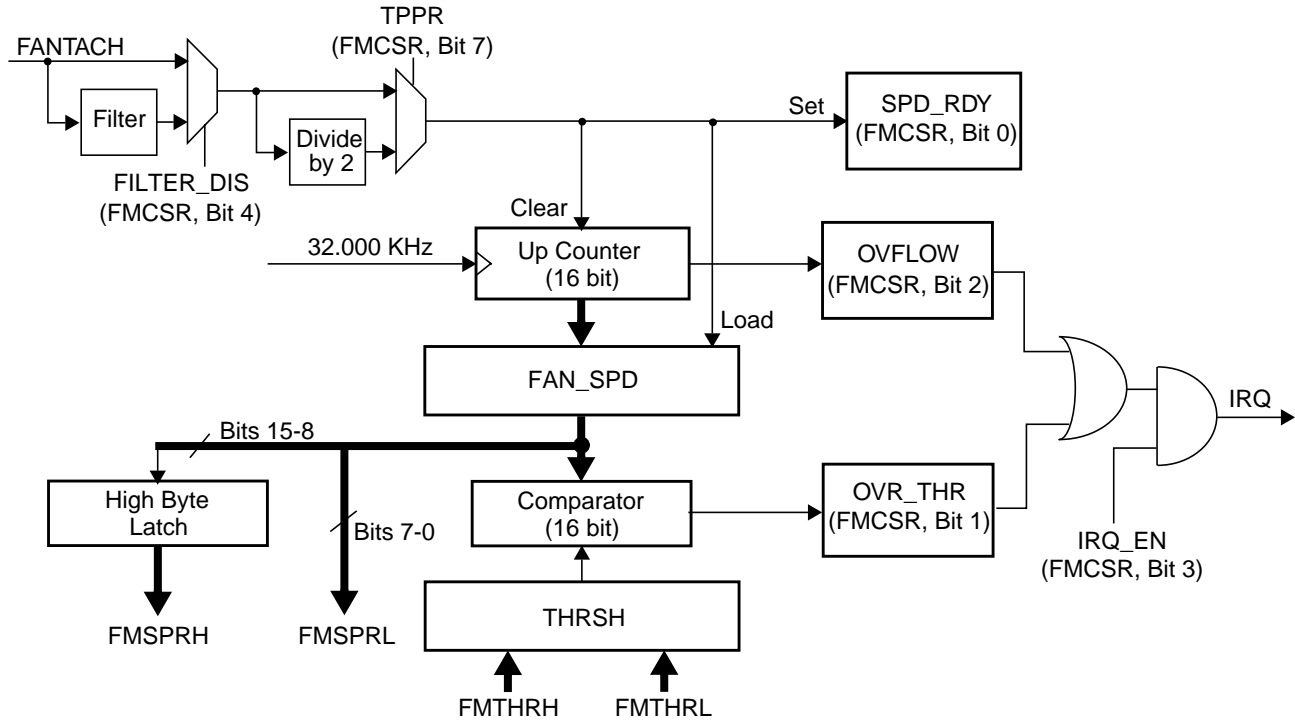 TPPR
(FMCSR, Bit 7)
FANTACH
Filter
Divide
by 2
FILTER_DIS
(FMCSR, Bit 4)
Set
SPD_RDY
(FMCSR, Bit 0)
Clear
32.000 KHz
Up Counter
(16 bit)
OVFLOW
(FMCSR, Bit 2)
Load
FAN_SPD
IRQ
Bits 15-8
High Byte
Latch
Bits 7-0
Comparator
(16 bit)
OVR_THR
(FMCSR, Bit 1)
IRQ_EN
(FMCSR, Bit 3)
THRSH
FMSPRH
FMSPRL
FMTHRH
FMTHRL